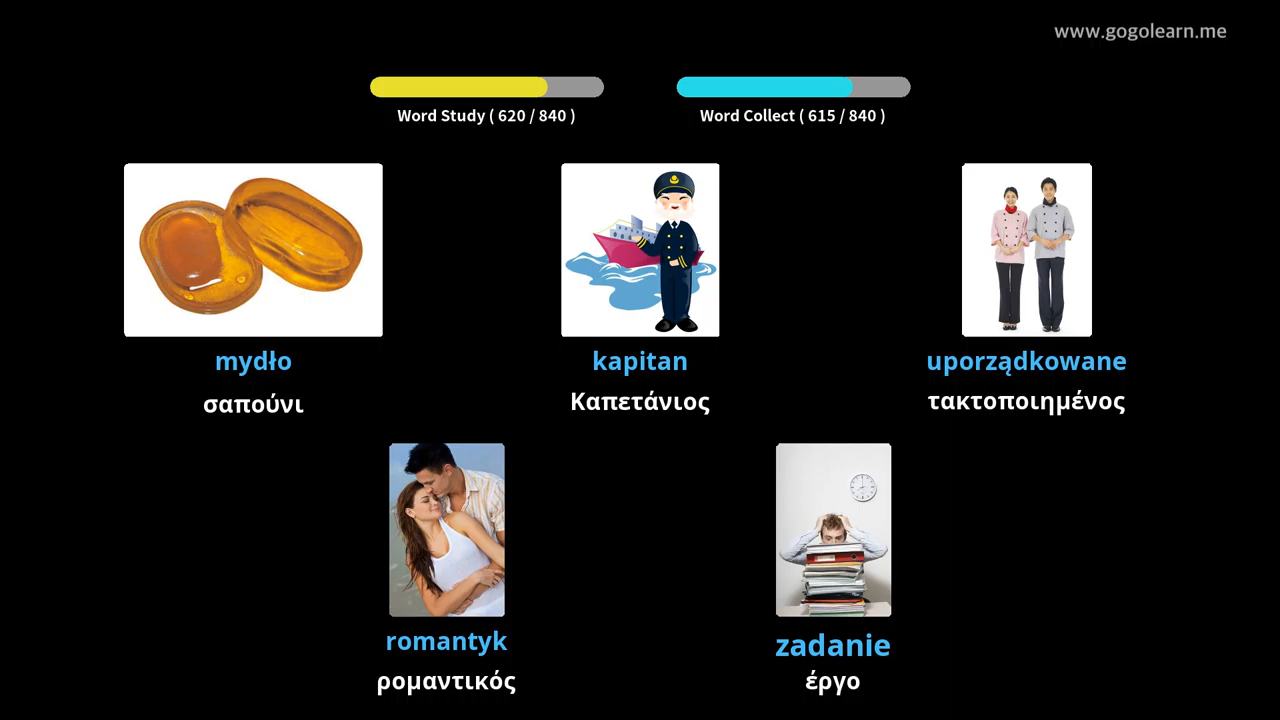 www.gogolearn.me
Word Study ( 620 / 840 )
Word Collect ( 615 / 840 )
mydło
σαπούνι
kapitan
Καπετάνιος
uporządkowane
τακτοποιημένος
romantyk
ρομαντικός
zadanie
έργο